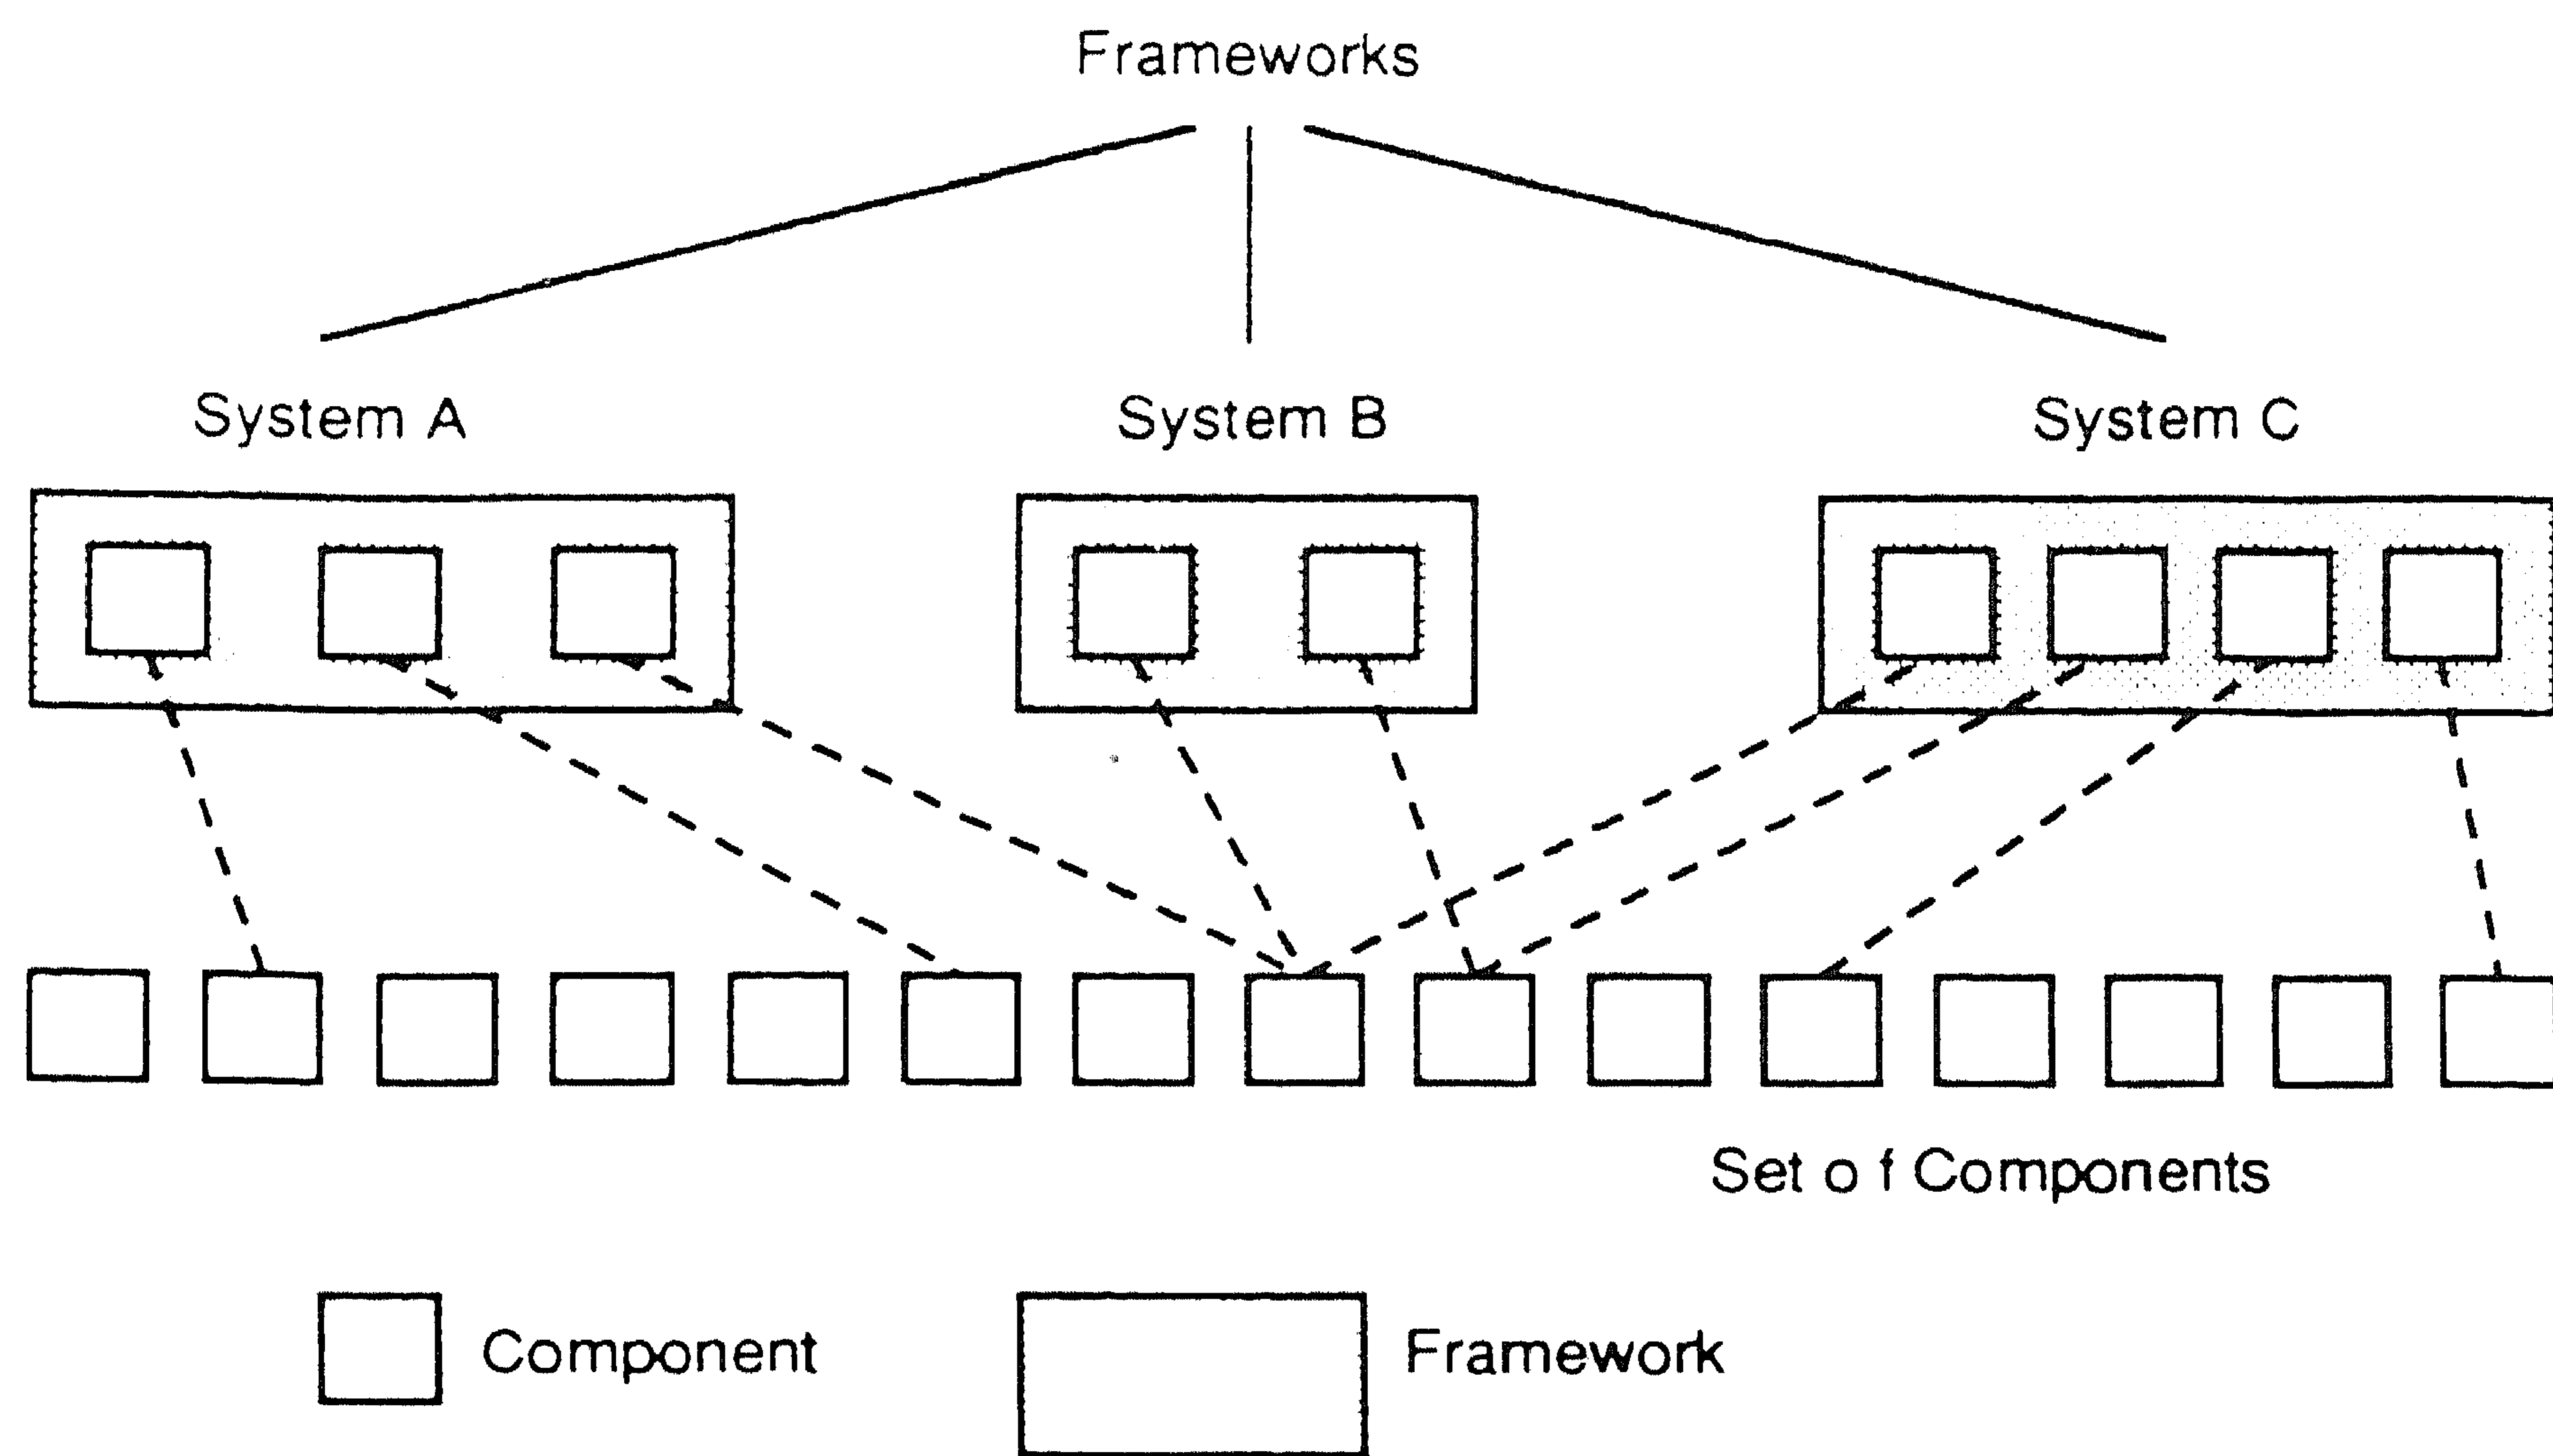 Frameworks
System A
System B
System C
Set o f Components
Component
Framework